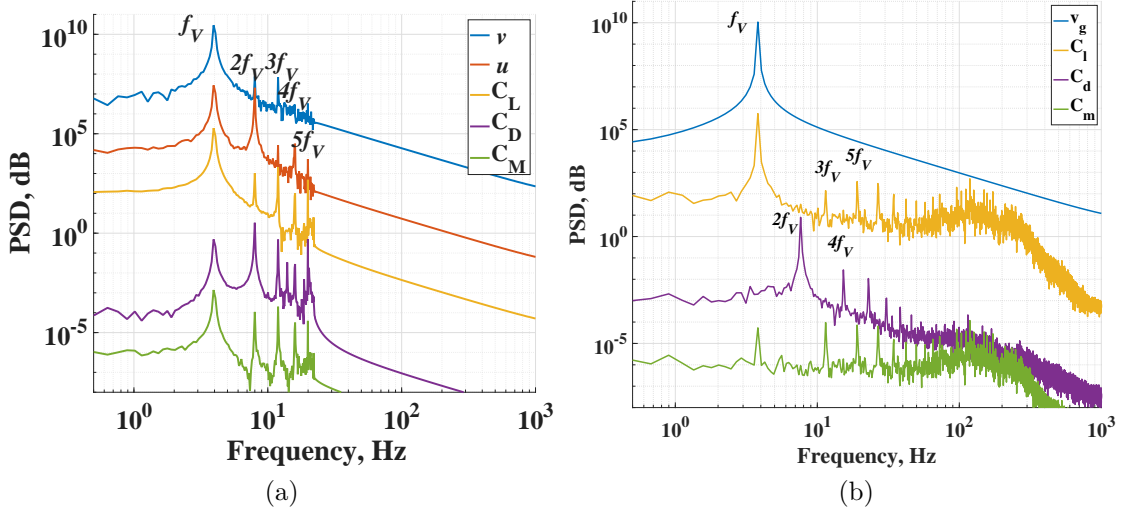 PSD, dB
10^10
10^5
10^0
10^-5
f_V
2f_V
3f_V
4f_V
5f_V
v
u
C_L
C_D
C_M
10^0
10^1
10^2
10^3
Frequency, Hz
(a)
PSD, dB
10^10
10^5
10^0
10^-5
f_V
3f_V
5f_V
2f_V
4f_V
v_g
C_l
C_d
C_m
10^0
10^1
10^2
10^3
Frequency, Hz
(b)